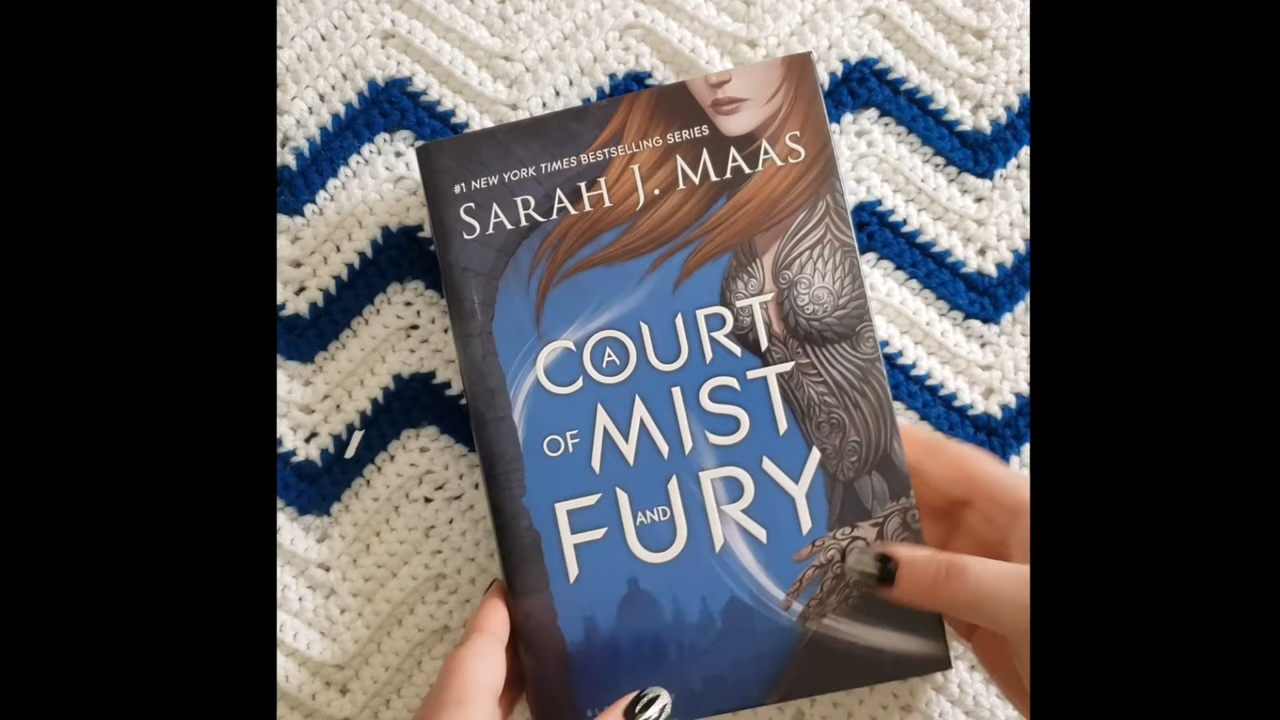 #1 NEW YORK TIMES BESTSELLING SERIES
SARAH J. MAAS
A COURT
OF MIST
AND FURY